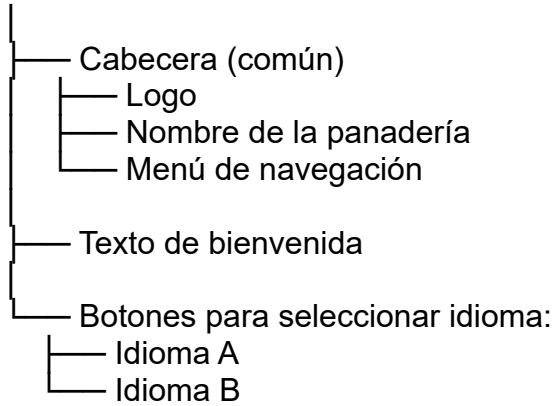 Cabecera (común)
Logo
Nombre de la panadería
Menú de navegación
Texto de bienvenida
Botones para seleccionar idioma:
Idioma A
Idioma B